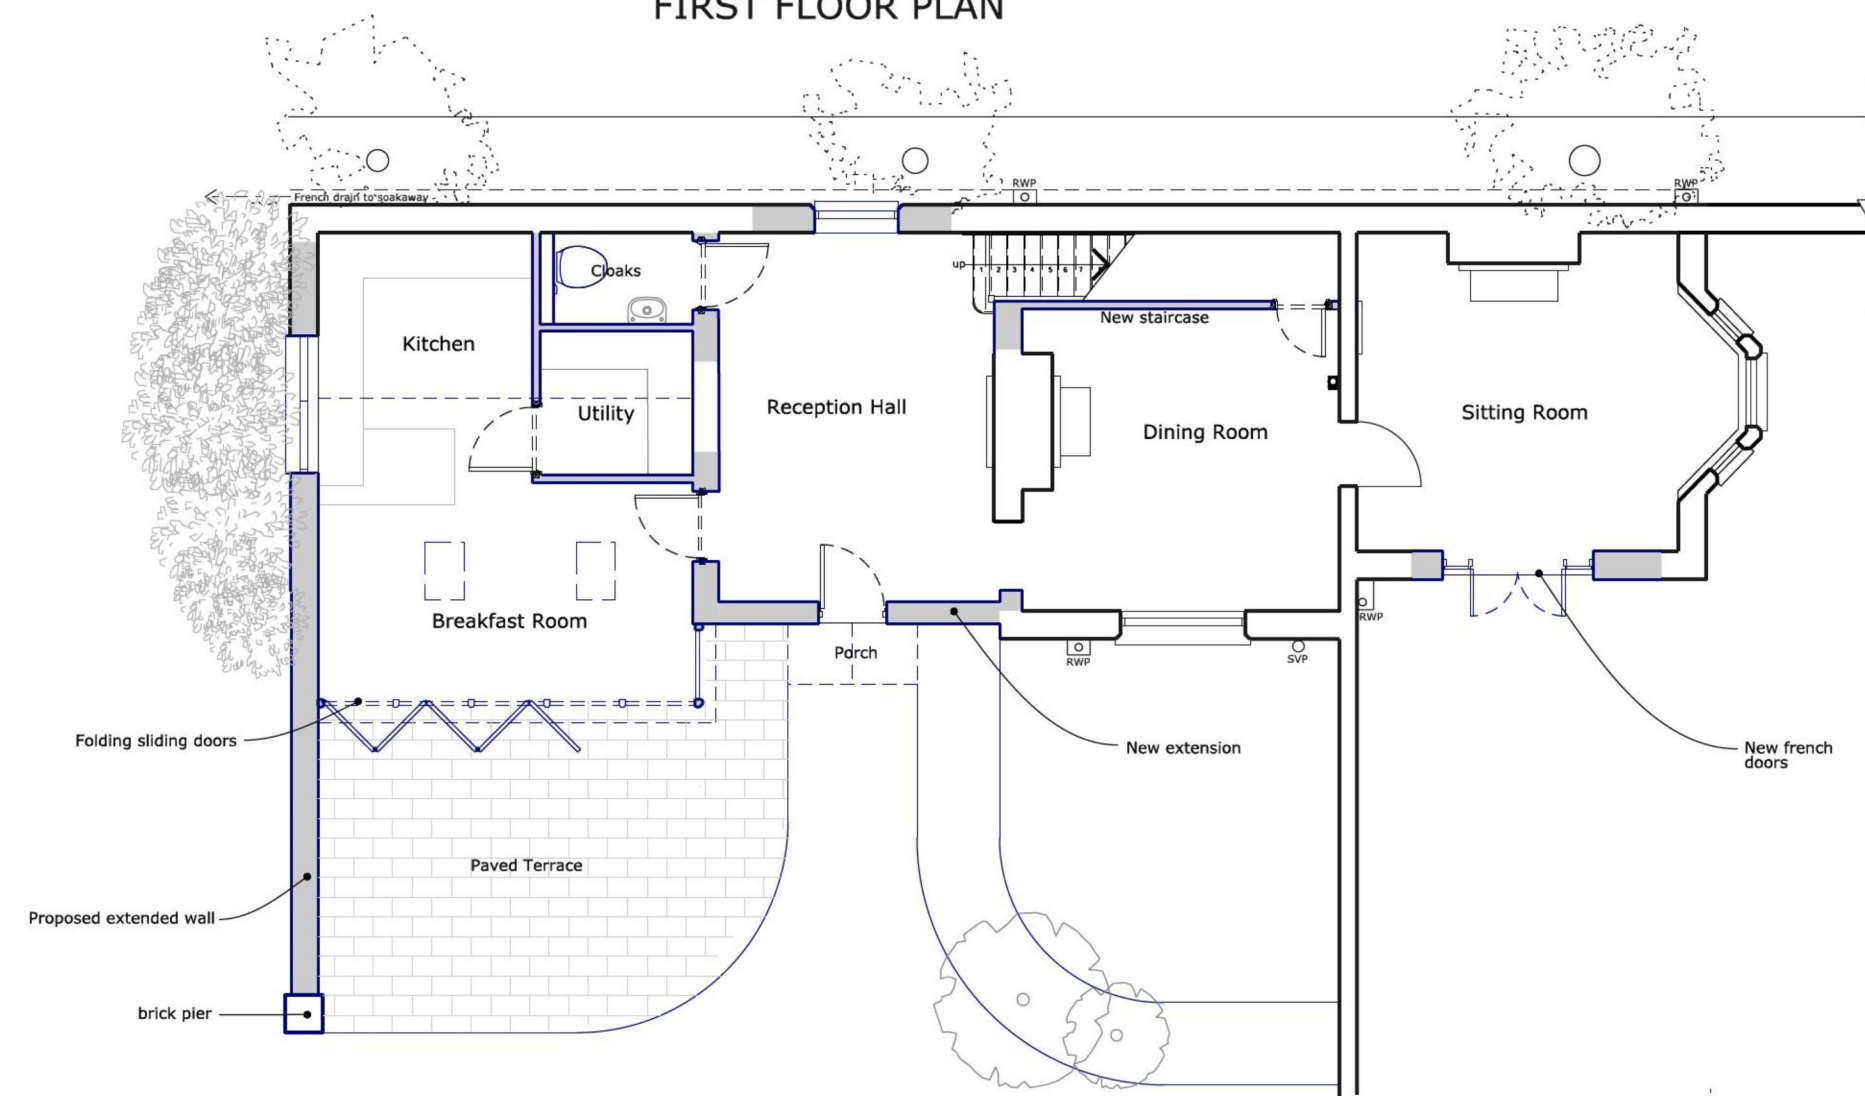 FIRST FLOOR PLAN
RWP
RWP
French drain to soakaway
Cloaks
up
1 2 3 4 5 6 7
New staircase
Kitchen
Utility
Reception Hall
Dining Room
Sitting Room
Breakfast Room
RWP
Porch
RWP
SVP
Folding sliding doors
New extension
New french
doors
Paved Terrace
Proposed extended wall
brick pier